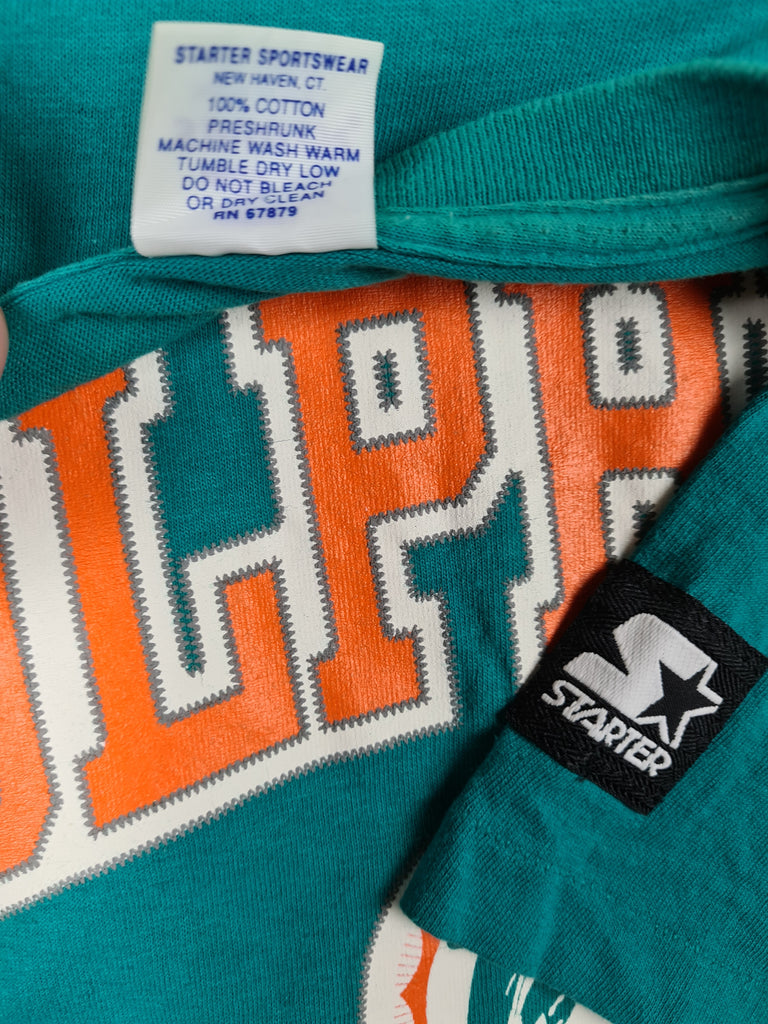 STARTER SPORTSWEAR
NEW HAVEN, CT.
100% COTTON
PRESHRUNK
MACHINE WASH WARM
TUMBLE DRY LOW
DO NOT BLEACH
OR DRY CLEAN
RN 67879
OLPH
STARTER